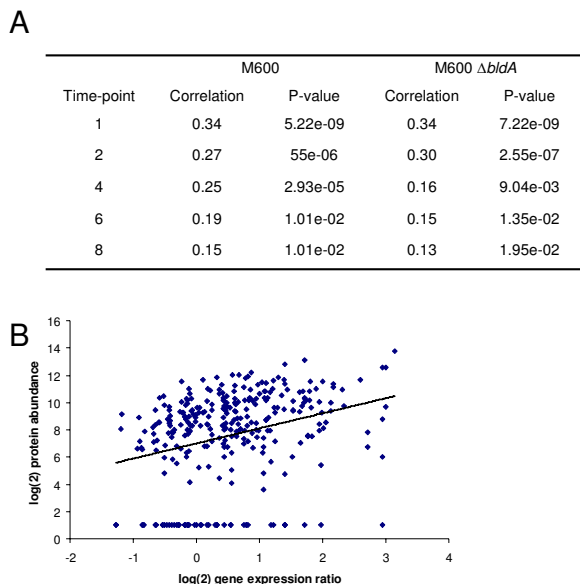 A
M600 M600 ΔbldA
Time-point Correlation P-value Correlation P-value
1 0.34 5.22e-09 0.34 7.22e-09
2 0.27 55e-06 0.30 2.55e-07
4 0.25 2.93e-05 0.16 9.04e-03
6 0.19 1.01e-02 0.15 1.35e-02
8 0.15 1.01e-02 0.13 1.95e-02
B
16
14
12
10
8
6
4
2
0
-2 -1 0 1 2 3 4
log(2) protein abundance
log(2) gene expression ratio